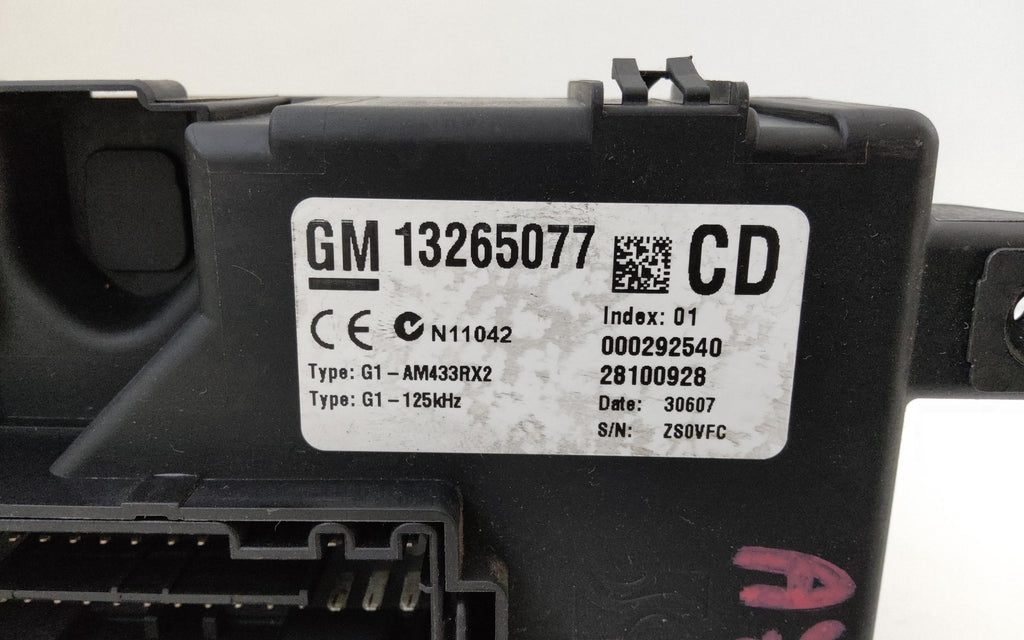 GM 13265077 CD
CE N11042
Type: G1-AM433RX2
Type: G1-125kHz
Index: 01
000292540
28100928
Date: 30607
S/N: ZS0VFC
A